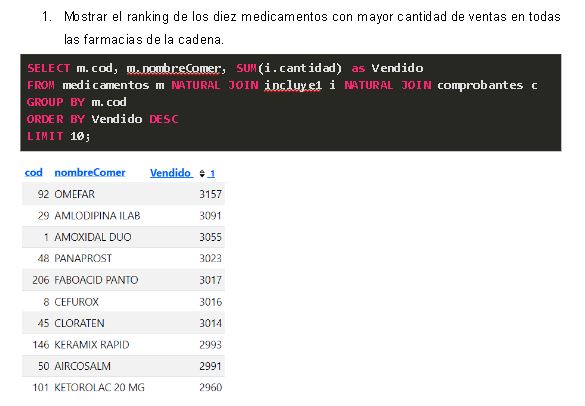 1. Mostrar el ranking de los diez medicamentos con mayor cantidad de ventas en todas
las farmacias de la cadena.
SELECT m.cod, m.nombreComer, SUM(i.cantidad) as Vendido
FROM medicamentos m NATURAL JOIN incluye1 i NATURAL JOIN comprobantes c
GROUP BY m.cod
ORDER BY Vendido DESC
LIMIT 10;
cod nombreComer Vendido 1
92 OMEFAR 3157
29 AMLODIPINA ILAB 3091
1 AMOXIDAL DUO 3055
48 PANAPROST 3023
206 FABOACID PANTO 3017
8 CEFUROX 3016
45 CLORATEN 3014
146 KERAMIX RAPID 2993
50 AIRCOSALM 2991
101 KETOROLAC 20 MG 2960